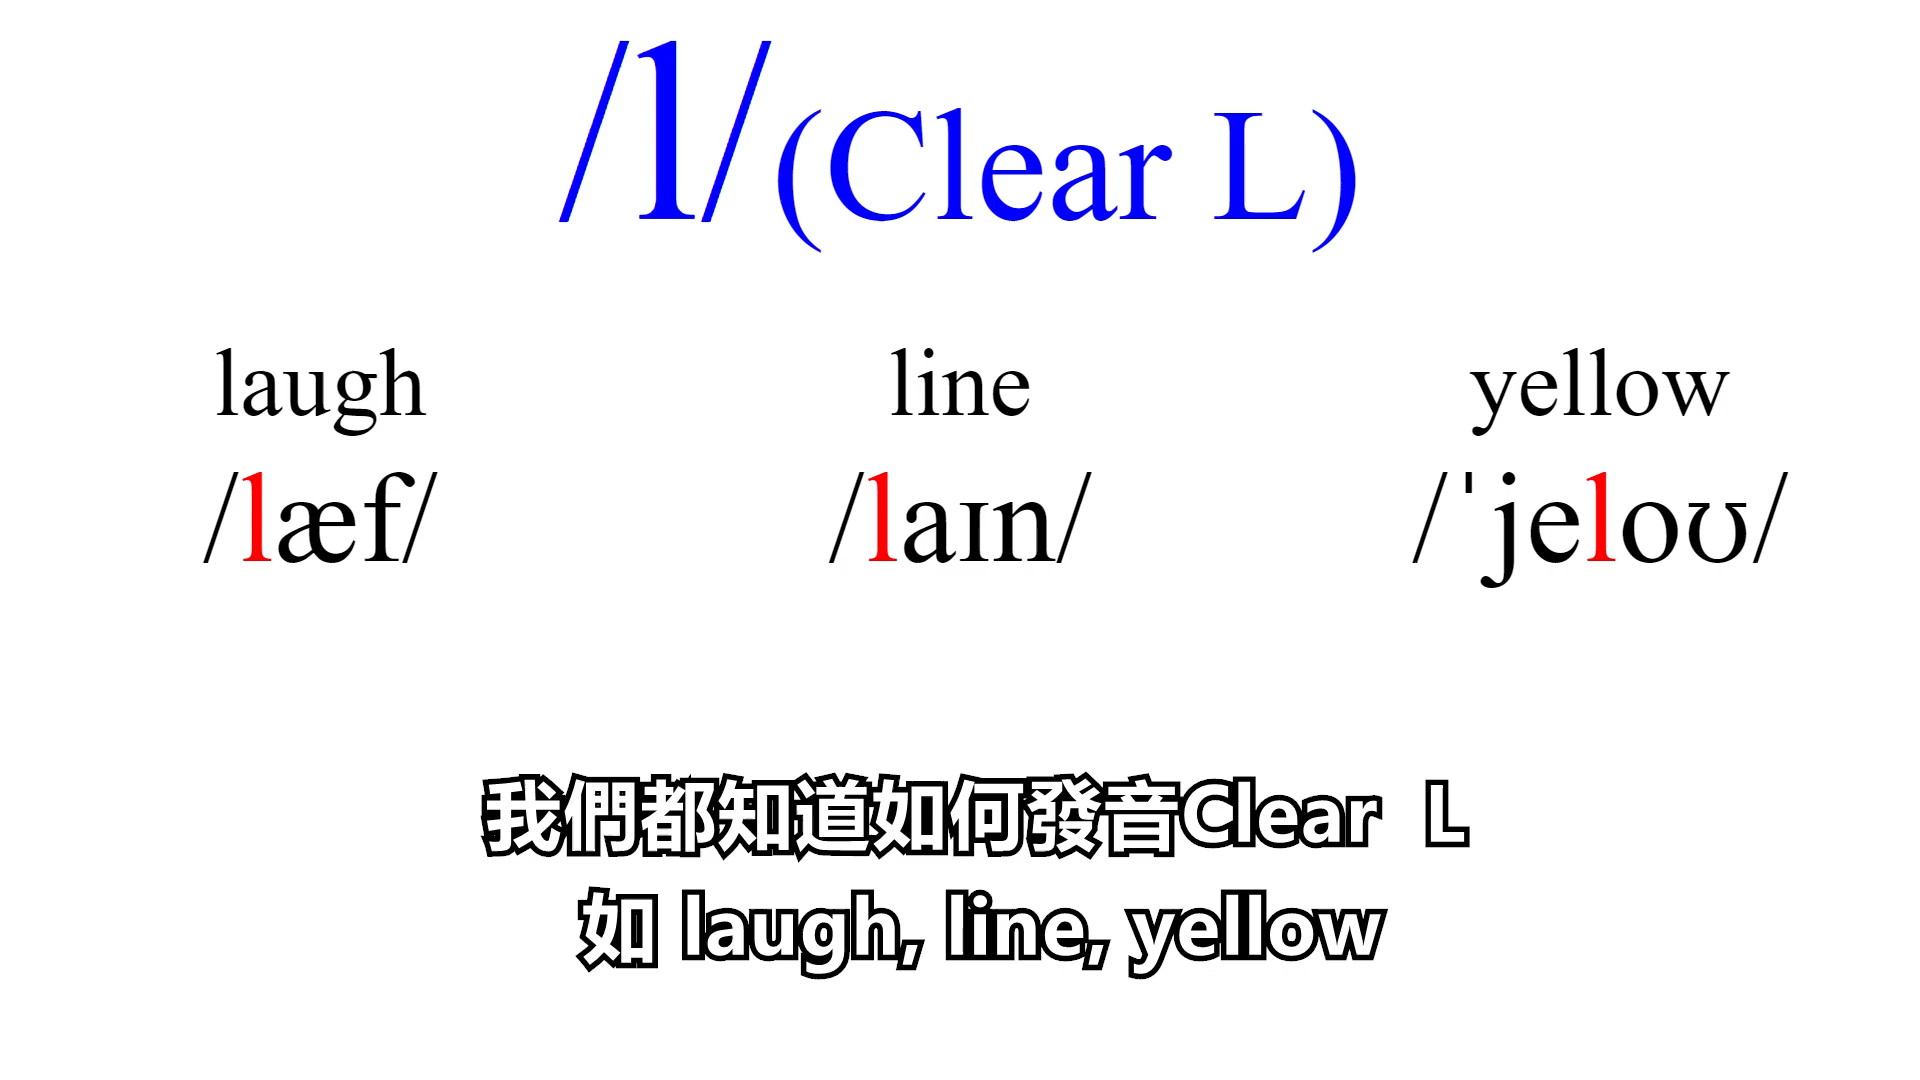 /l/(Clear L)
laugh line yellow
/læf/ /laɪn/ /ˈjeloʊ/
我們都知道如何發音Clear L
如 laugh, line, yellow